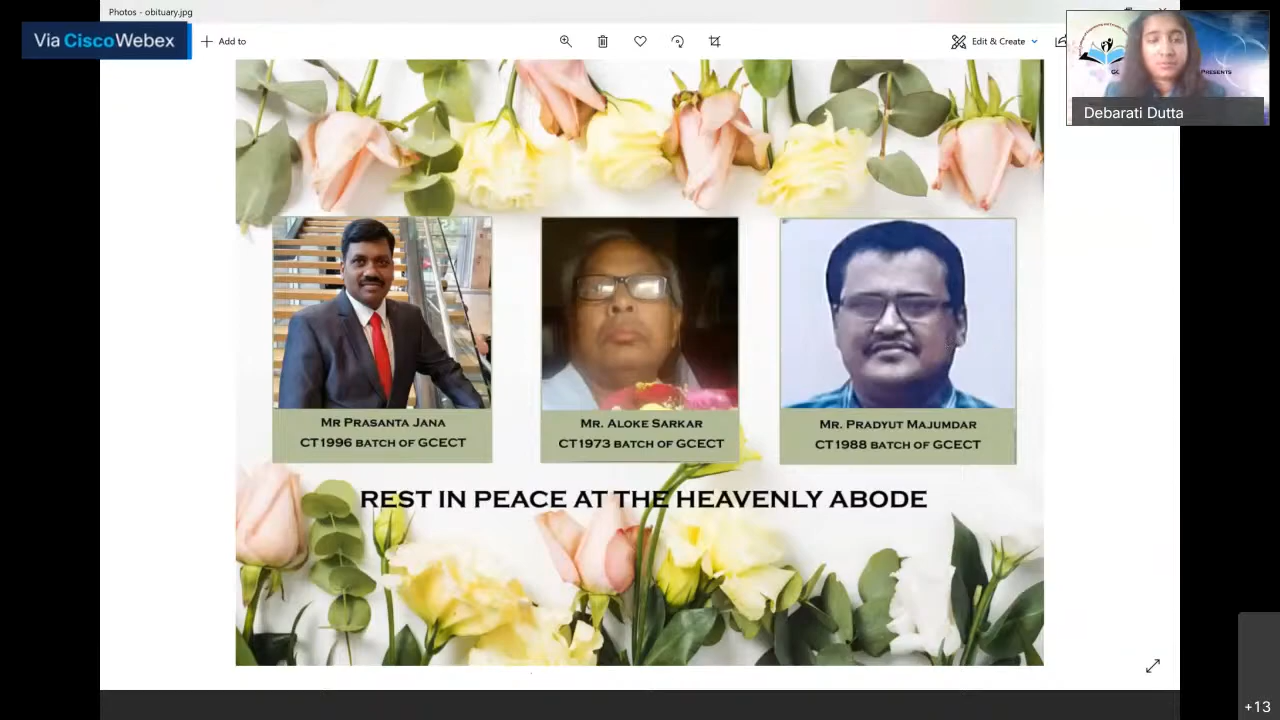 Photos - obituary.jpg
Via CiscoWebex
Add to
Edit & Create
PRESENTS
Debarati Dutta
MR PRASANTA JANA
CT1996 BATCH OF GCECT
MR. ALOKE SARKAR
CT1973 BATCH OF GCECT
MR. PRADYUT MAJUMDAR
CT1988 BATCH OF GCECT
REST IN PEACE AT THE HEAVENLY ABODE
+13